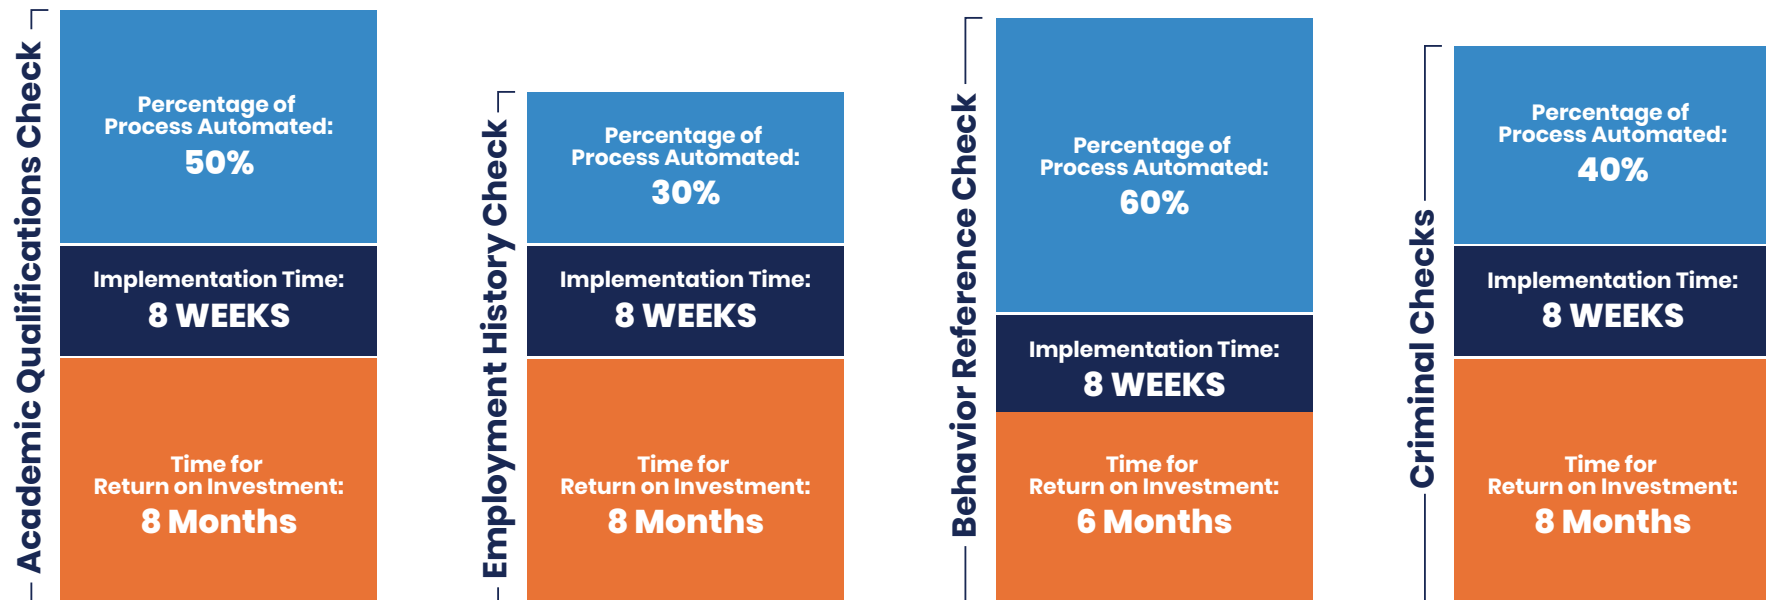 Academic Qualifications Check
Percentage of
Process Automated:
50%
Implementation Time:
8 WEEKS
Time for
Return on Investment:
8 Months
Employment History Check
Percentage of
Process Automated:
30%
Implementation Time:
8 WEEKS
Time for
Return on Investment:
8 Months
Behavior Reference Check
Percentage of
Process Automated:
60%
Implementation Time:
8 WEEKS
Time for
Return on Investment:
6 Months
Criminal Checks
Percentage of
Process Automated:
40%
Implementation Time:
8 WEEKS
Time for
Return on Investment:
8 Months